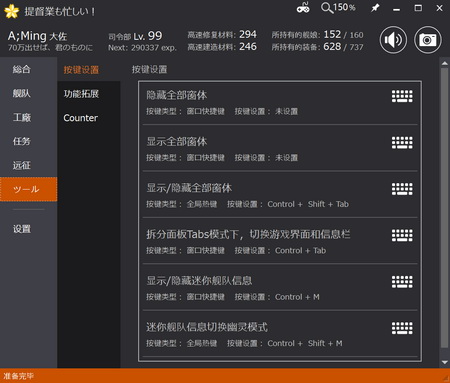 提督業も忙しい！
150%
A;Ming 大佐
70万出せば、君のものに
司令部 Lv. 99
Next: 290337 exp.
高速修复材料: 294
高速建造材料: 246
所持有的舰娘: 152 / 160
所持有的装备: 628 / 737
総合
舰队
工廠
任务
远征
ツール
设置
按键设置
功能拓展
Counter
按键设置
隐藏全部窗体
按键类型： 窗口快捷键 按键设置： 未设置
显示全部窗体
按键类型： 窗口快捷键 按键设置： 未设置
显示/隐藏全部窗体
按键类型： 全局热键 按键设置： Control + Shift + Tab
拆分面板Tabs模式下，切换游戏界面和信息栏
按键类型： 窗口快捷键 按键设置： Control + Tab
显示/隐藏迷你舰队信息
按键类型： 窗口快捷键 按键设置： Control + M
迷你舰队信息切换幽灵模式
按键类型： 全局热键 按键设置： Control + Shift + M
准备完毕